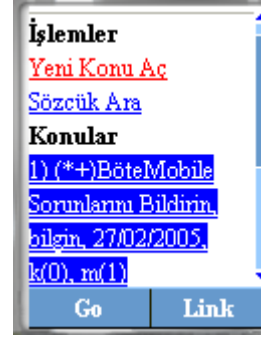 İşlemler
Yeni Konu Aç
Sözcük Ara
Konular
1) (*+)BöteMobile
Sorunlarını Bildirin,
bilgin, 27/02/2005,
k(0), m(1)
Go Link